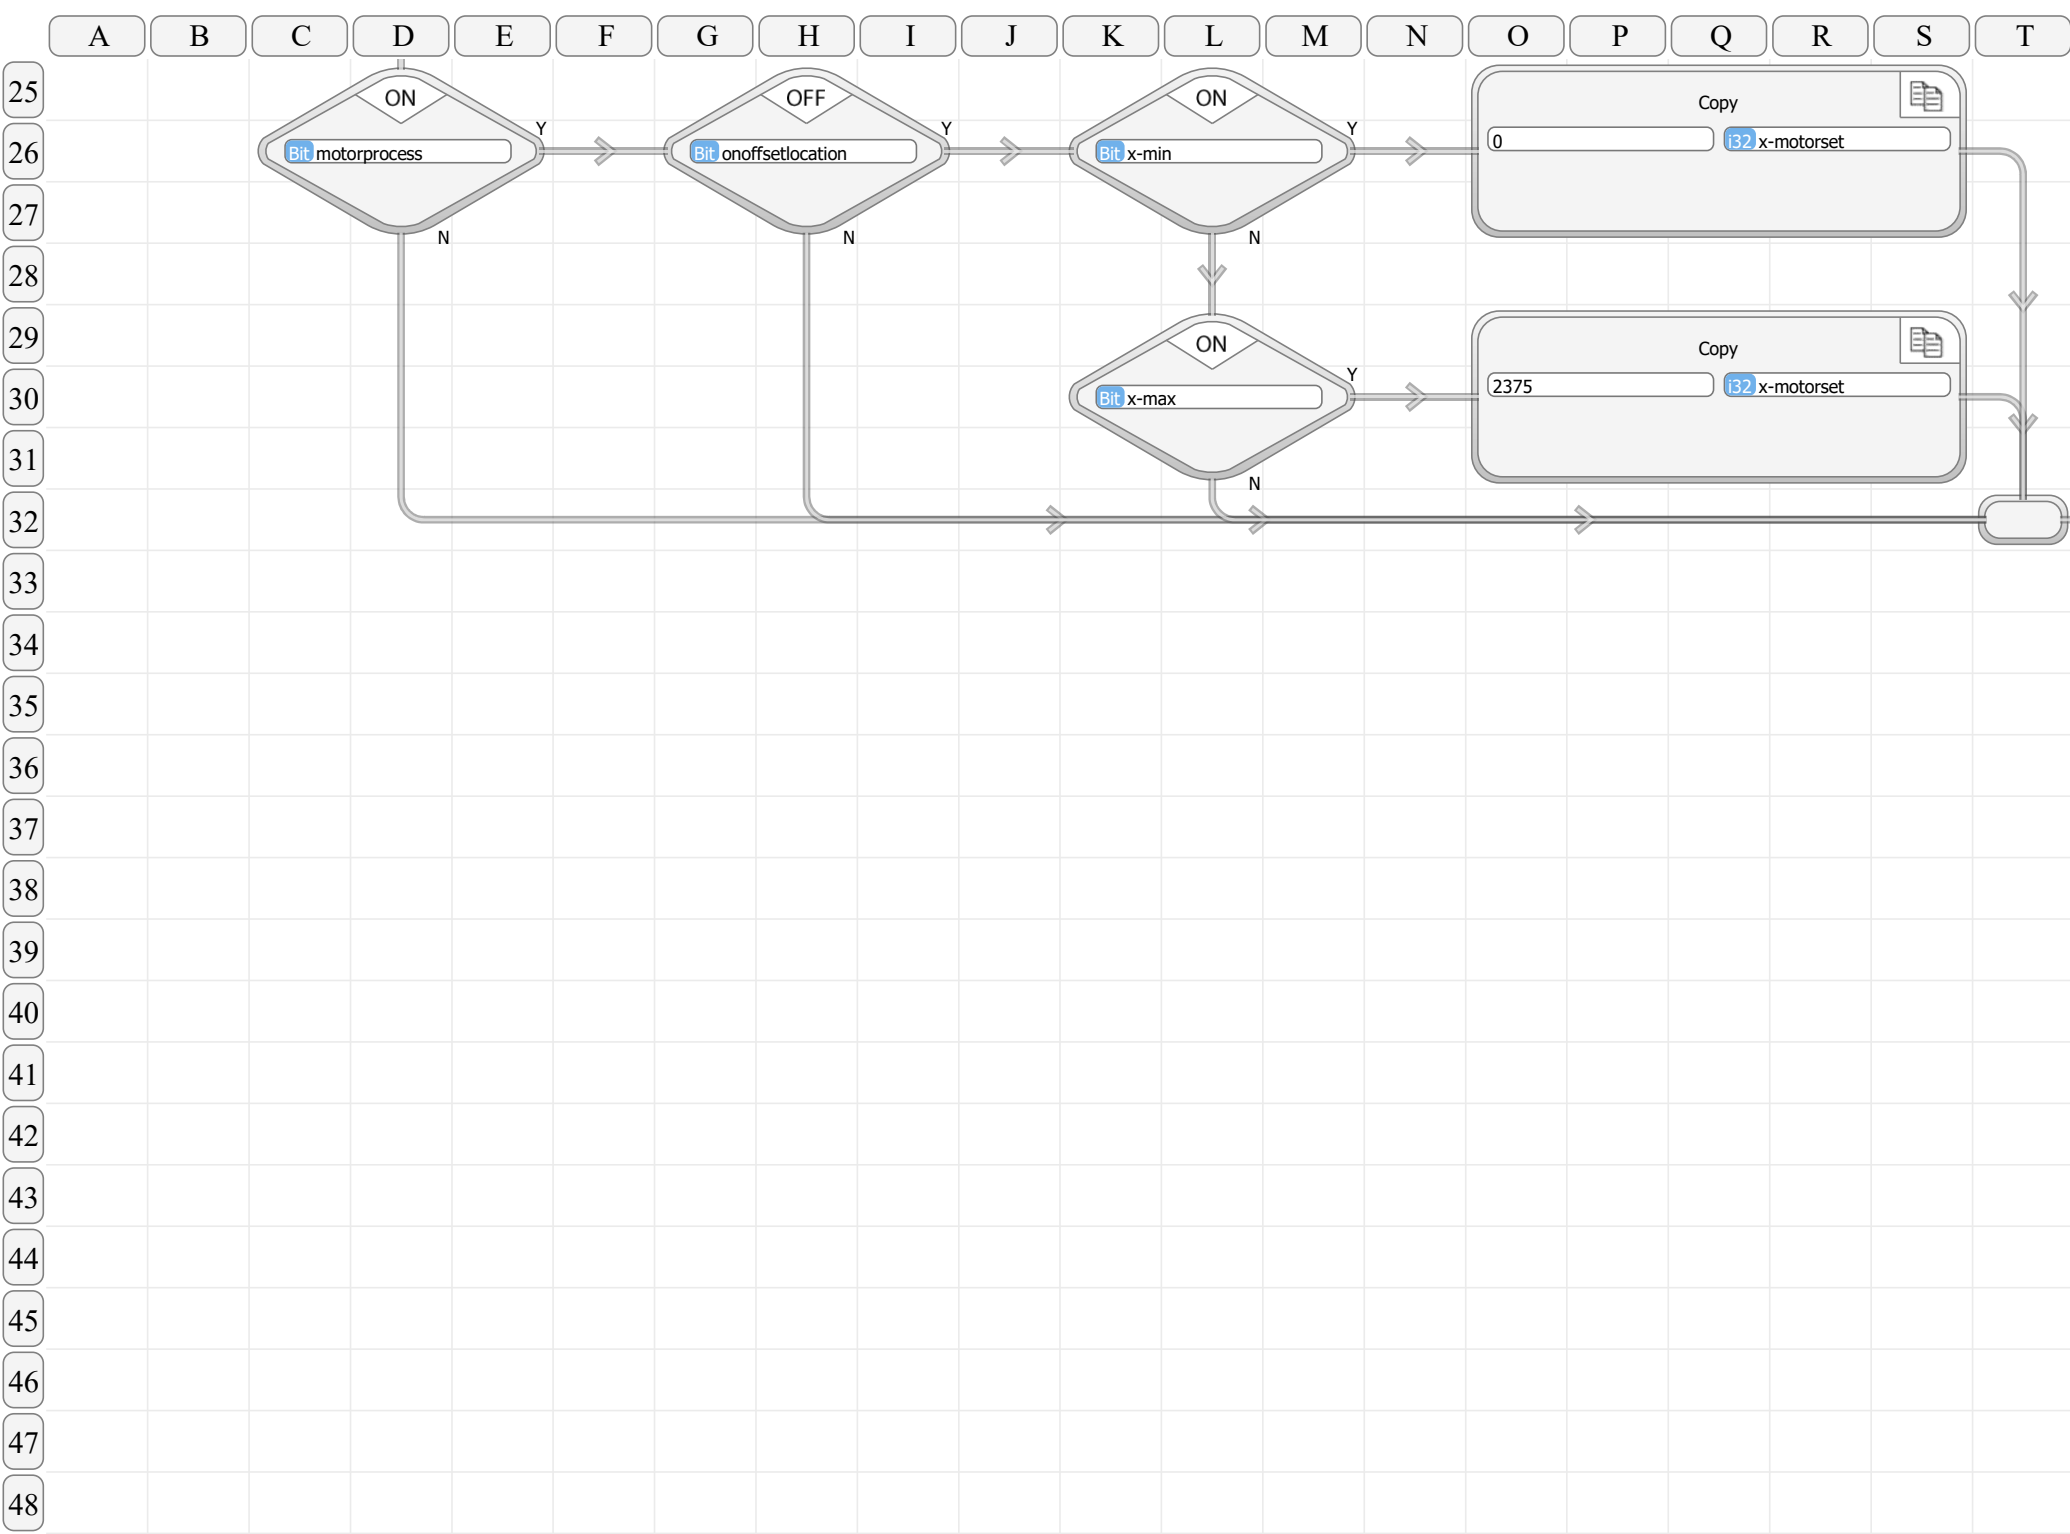 A B C D E F G H I J K L M N O P Q R S T
25 ON OFF ON Copy
Y Y Y
26 Bit motorprocess Bit onoffsetlocation Bit x-min 0 i32 x-motorset
27
N N N
28
29 ON Copy
Y
30 Bit x-max 2375 i32 x-motorset
31
N
32
33
34
35
36
37
38
39
40
41
42
43
44
45
46
47
48